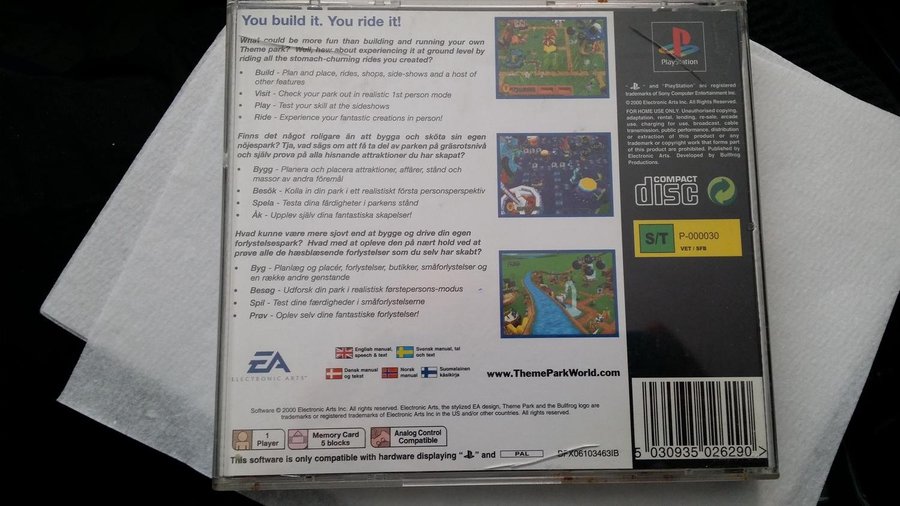 You build it. You ride it!
What could be more fun than building and running your own
Theme park? Well, how about experiencing it at ground level by
riding all the stomach-churning rides you created?
• Build - Plan and place, rides, shops, side-shows and a host of
other features
• Visit - Check your park out in realistic 1st person mode
• Play - Test your skill at the sideshows
• Ride - Experience your fantastic creations in person!
Finns det något roligare än att bygga och sköta sin egen
nöjespark? Tja, vad sägs om att få ta del av parken på gräsrotsnivå
och själv prova på alla hisnande attraktioner du har skapat?
• Bygg - Planera och placera attraktioner, affärer, stånd och
massor av andra föremål
• Besök - Kolla in din park i ett realistiskt första personsperspektiv
• Spela - Testa dina färdigheter i parkens stånd
• Åk - Upplev själv dina fantastiska skapelser!
Hvad kunne være mere sjovt end at bygge og drive din egen
forlystelsespark? Hvad med at opleve den på nært hold ved at
prøve alle de hæsblæsende forlystelser som du selv har skabt?
• Byg - Planlæg og placér, forlystelser, butikker, småforlystelser og
en række andre genstande
• Besøg - Udforsk din park i realistisk førstepersons-modus
• Spil - Test dine færdigheder i småforlystelserne
• Prøv - Oplev selv dine fantastiske forlystelser!
EA
ELECTRONIC ARTS™
English manual,
speech & text
Svensk manual, tal
och text
Dansk manual
og tekst
Norsk
manual
Suomalainen
käsikirja
www.ThemeParkWorld.com
Software © 2000 Electronic Arts Inc. All rights reserved. Electronic Arts, the stylized EA design, Theme Park and the Bullfrog logo are
trademarks or registered trademarks of Electronic Arts Inc in the US and/or other countries. All rights reserved.
1
Player
Memory Card
5 blocks
Analog Control
Compatible
This software is only compatible with hardware displaying " " and PAL
SFX06103463IB
PlayStation
" " and "PlayStation" are registered
trademarks of Sony Computer Entertainment Inc.
© 2000 Electronic Arts Inc. All Rights Reserved.
FOR HOME USE ONLY. Unauthorised copying,
adaptation, rental, lending, re-sale, arcade
use, charging for use, broadcast, cable
transmission, public performance, distribution
or extraction of this product or any
trademark or copyright work that forms part
of this product are prohibited. Published by
Electronic Arts. Developed by Bullfrog
Productions.
COMPACT
disc
S/T
P-000030
VET / SFB
5 030935 026290 >